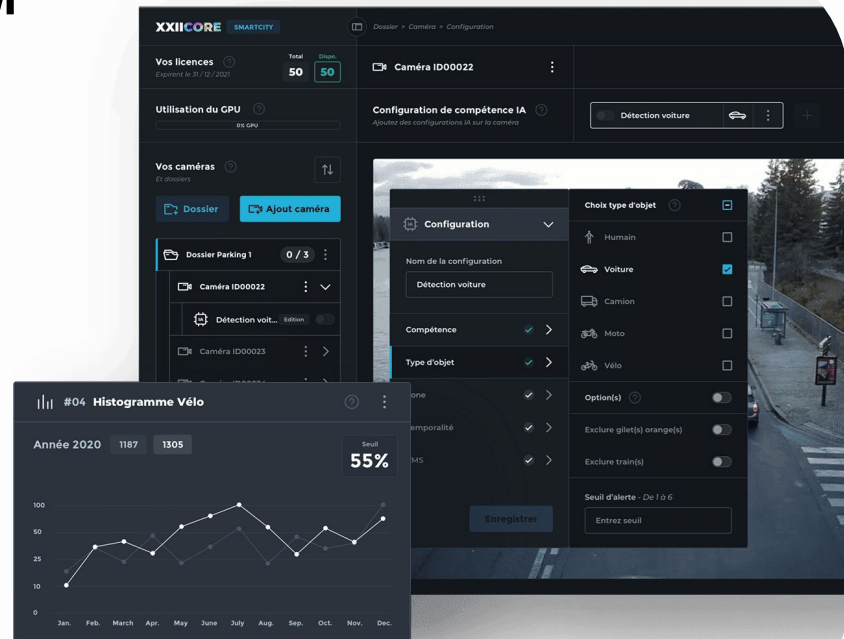 XXIICORE SMARTCITY
Dossier > Caméra > Configuration
Vos licences ?
Expirent le 31 / 12 / 2021
Total
50
Dispo.
50
Caméra ID00022
Utilisation du GPU ?
0% GPU
Configuration de compétence IA ?
Ajoutez des configurations IA sur la caméra
Détection voiture
Vos caméras ?
Et dossiers
Dossier
Ajout caméra
Dossier Parking 1 0 / 3
Caméra ID00022
IA Détection voit... Edition
Caméra ID00023
IA Configuration
Nom de la configuration
Détection voiture
Compétence
Type d'objet
one
emporalité
MS
Enregistrer
Choix type d'objet ?
Humain
Voiture
Camion
Moto
Vélo
Option(s) ?
Exclure gilet(s) orange(s)
Exclure train(s)
Seuil d'alerte - De 1 à 6
Entrez seuil
#04 Histogramme Vélo ?
Année 2020 1187 1305
Seuil
55%
100
50
25
10
0
Jan. Feb. March Apr. May June July Aug. Sep. Oct. Nov. Dec.